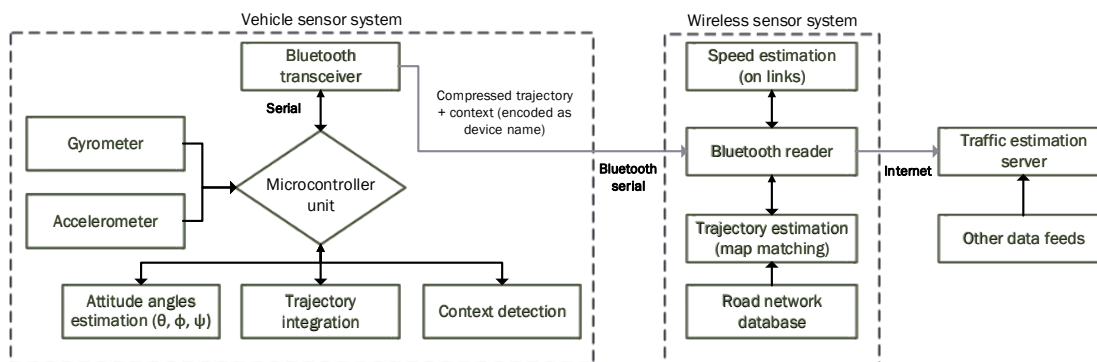 Vehicle sensor system
Bluetooth
transceiver
Serial
Gyrometer
Accelerometer
Microcontroller
unit
Attitude angles
estimation (θ, ϕ, ψ)
Trajectory
integration
Context detection
Compressed trajectory
+ context (encoded as
device name)
Bluetooth
serial
Wireless sensor system
Speed estimation
(on links)
Bluetooth reader
Trajectory estimation
(map matching)
Road network
database
Internet
Traffic estimation
server
Other data feeds